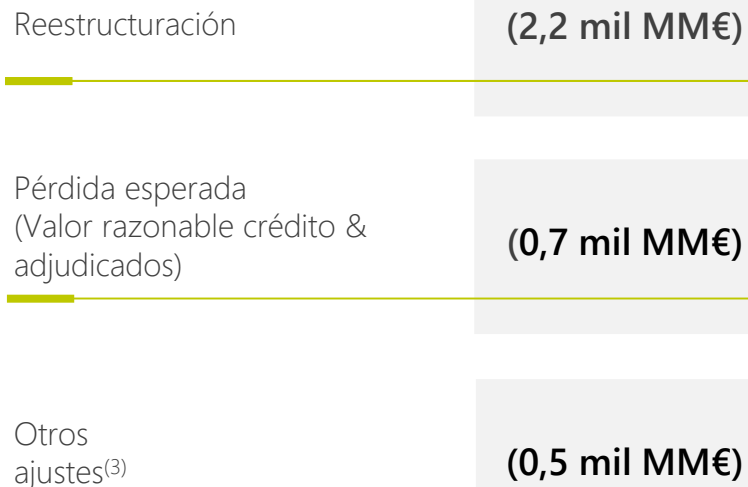 Reestructuración (2,2 mil MM€)
Pérdida esperada
(Valor razonable crédito &
adjudicados)
(0,7 mil MM€)
Otros
ajustes(3)
(0,5 mil MM€)